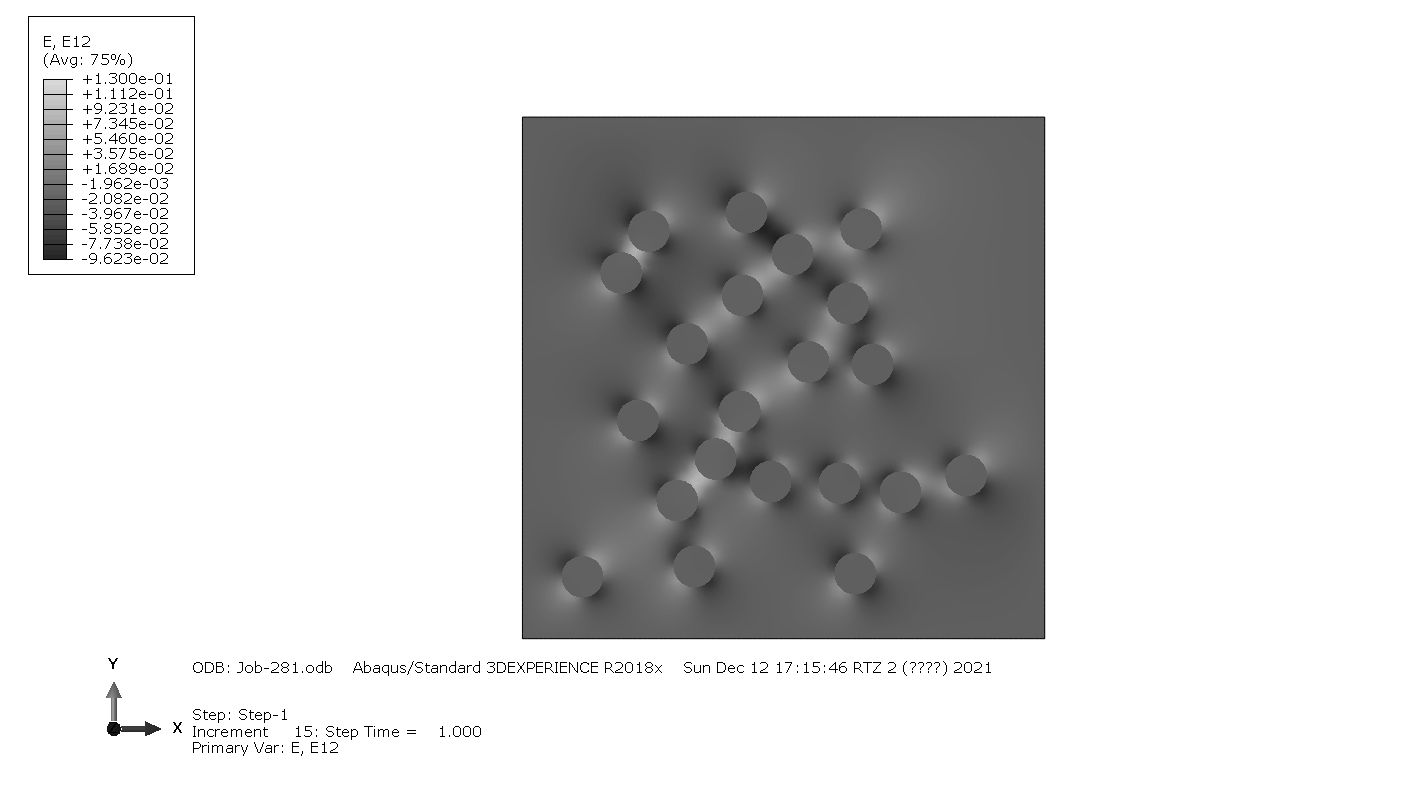 E, E12
(Avg: 75%)
+1.300e-01
+1.112e-01
+9.231e-02
+7.345e-02
+5.460e-02
+3.575e-02
+1.689e-02
-1.962e-03
-2.082e-02
-3.967e-02
-5.852e-02
-7.738e-02
-9.623e-02
Y
X
ODB: Job-281.odb Abaqus/Standard 3DEXPERIENCE R2018x Sun Dec 12 17:15:46 RTZ 2 (????) 2021
Step: Step-1
Increment 15: Step Time = 1.000
Primary Var: E, E12